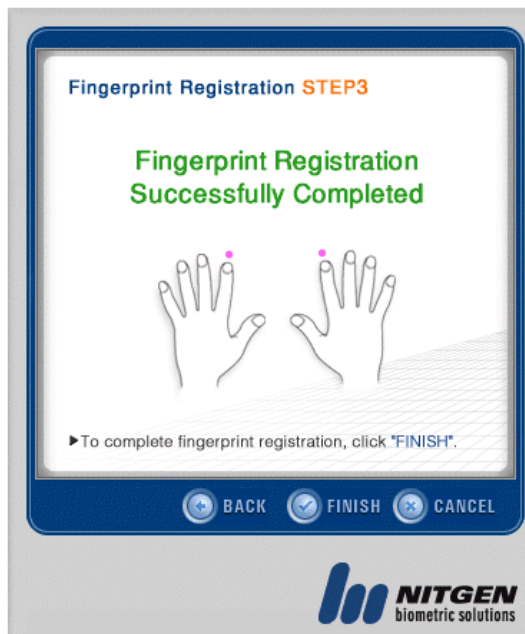 Fingerprint Registration STEP3
Fingerprint Registration
Successfully Completed
▶To complete fingerprint registration, click "FINISH".
BACK FINISH CANCEL
NITGEN
biometric solutions